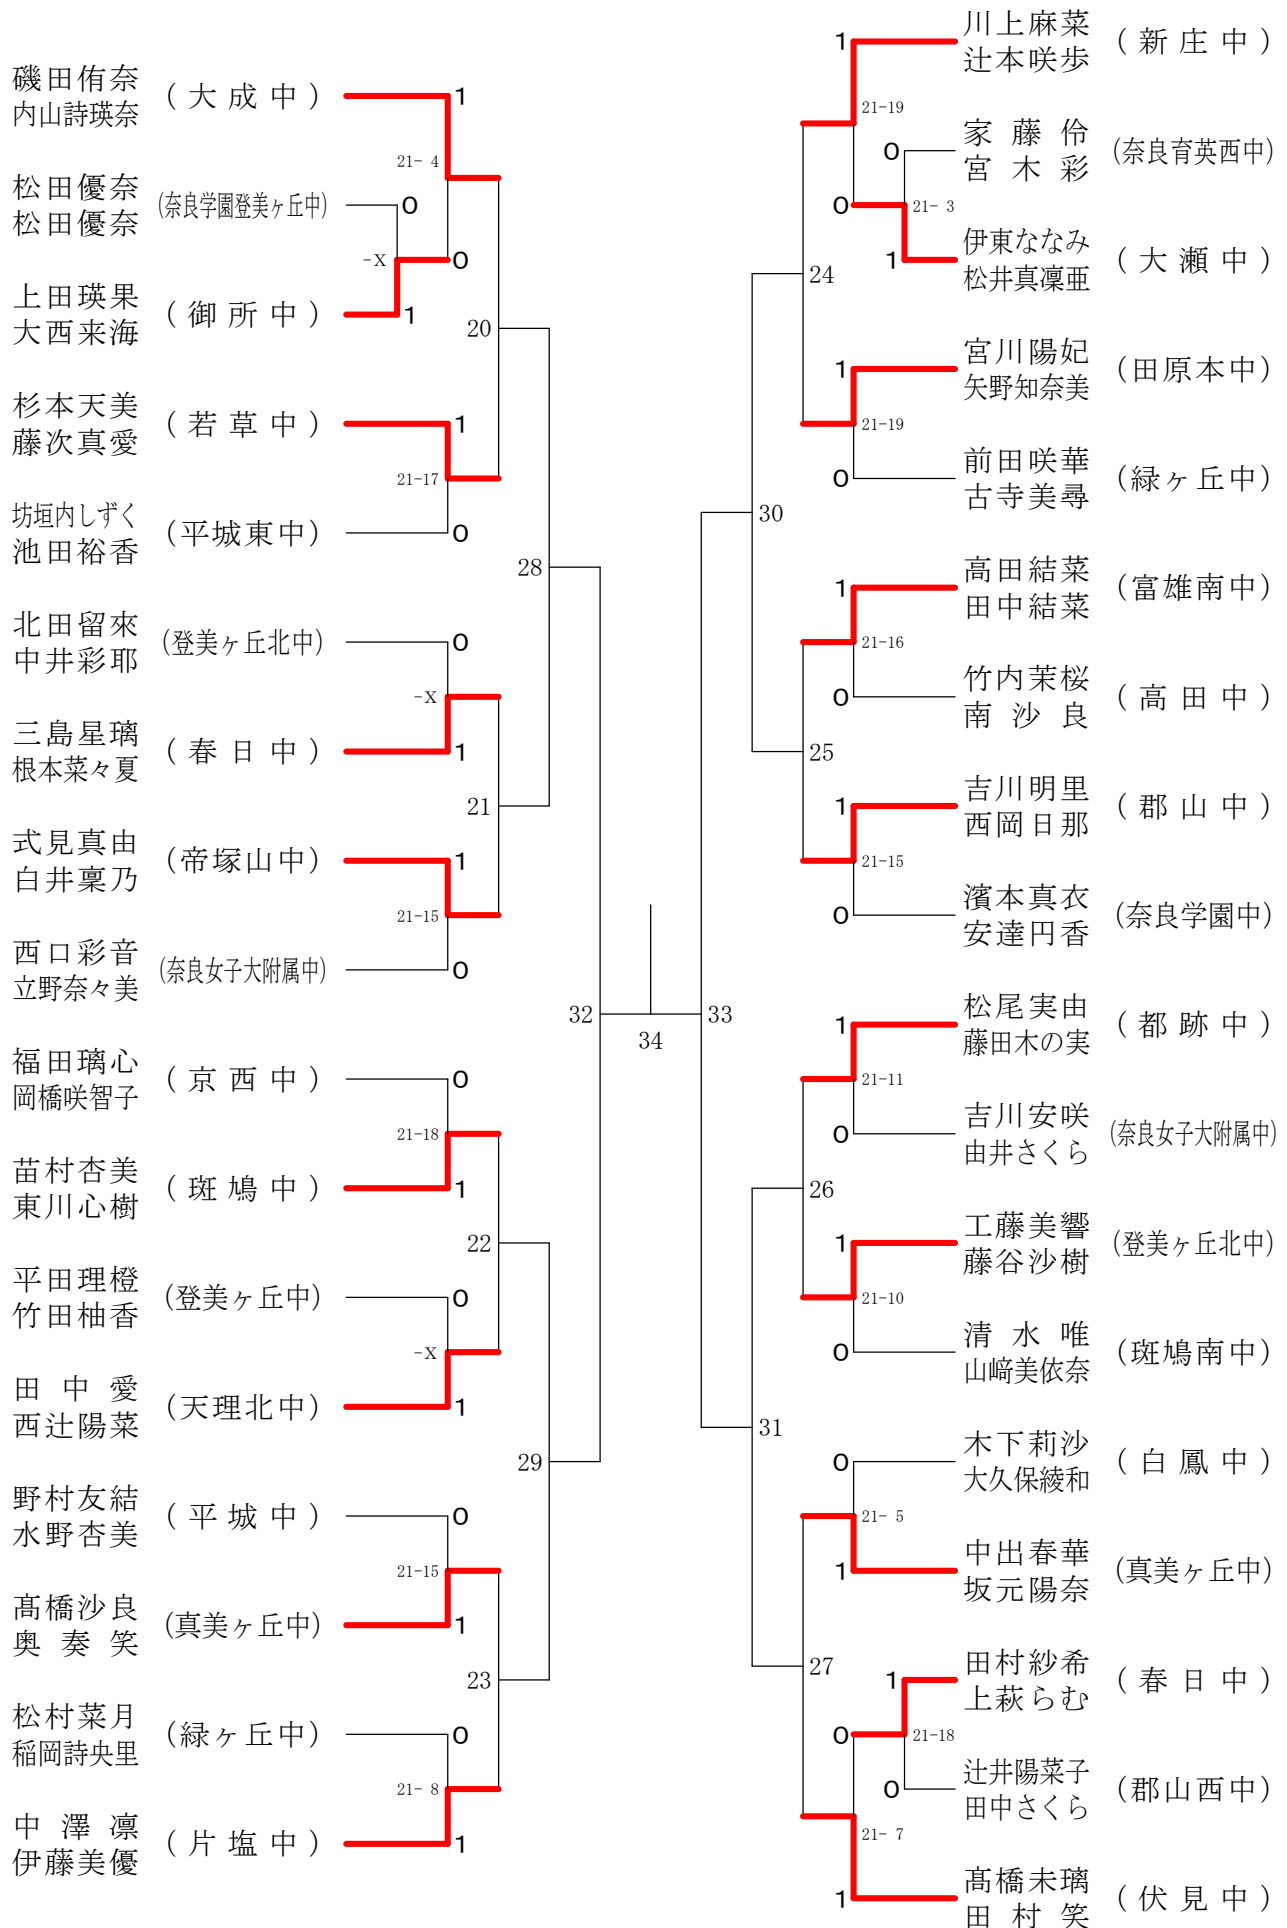 磯田侑奈
内山詩瑛奈
(大成中)
1
21- 4
松田優奈
松田優奈
(奈良学園登美ヶ丘中)
0
-X
0
上田瑛果
大西来海
(御所中)
1
20
杉本天美
藤次真愛
(若草中)
1
21-17
坊垣内しずく
池田裕香
(平城東中)
0
28
北田留來
中井彩耶
(登美ヶ丘北中)
0
-X
三島星璃
根本菜々夏
(春日中)
1
21
式見真由
白井稟乃
(帝塚山中)
1
21-15
西口彩音
立野奈々美
(奈良女子大附属中)
0
32
福田璃心
岡橋咲智子
(京西中)
0
21-18
苗村杏美
東川心樹
(斑鳩中)
1
22
平田理橙
竹田柚香
(登美ヶ丘中)
0
-X
田中愛
西辻陽菜
(天理北中)
1
29
野村友結
水野杏美
(平城中)
0
21-15
髙橋沙良
奥奏笑
(真美ヶ丘中)
1
23
松村菜月
稲岡詩央里
(緑ヶ丘中)
0
21- 8
中澤凛
伊藤美優
(片塩中)
1
34
川上麻菜
辻本咲歩
(新庄中)
1
21-19
家藤伶
宮木彩
(奈良育英西中)
0
21- 3
0
伊東ななみ
松井真凜亜
(大瀬中)
1
24
宮川陽妃
矢野知奈美
(田原本中)
1
21-19
前田咲華
古寺美尋
(緑ヶ丘中)
0
30
高田結菜
田中結菜
(富雄南中)
1
21-16
竹内茉桜
南沙良
(高田中)
0
25
吉川明里
西岡日那
(郡山中)
1
21-15
濱本真衣
安達円香
(奈良学園中)
0
33
松尾実由
藤田木の実
(都跡中)
1
21-11
吉川安咲
由井さくら
(奈良女子大附属中)
0
26
工藤美響
藤谷沙樹
(登美ヶ丘北中)
1
21-10
清水唯
山﨑美依奈
(斑鳩南中)
0
31
木下莉沙
大久保綾和
(白鳳中)
0
21- 5
中出春華
坂元陽奈
(真美ヶ丘中)
1
27
田村紗希
上萩らむ
(春日中)
1
21-18
0
辻井陽菜子
田中さくら
(郡山西中)
0
21- 7
髙橋未璃
田村笑
(伏見中)
1